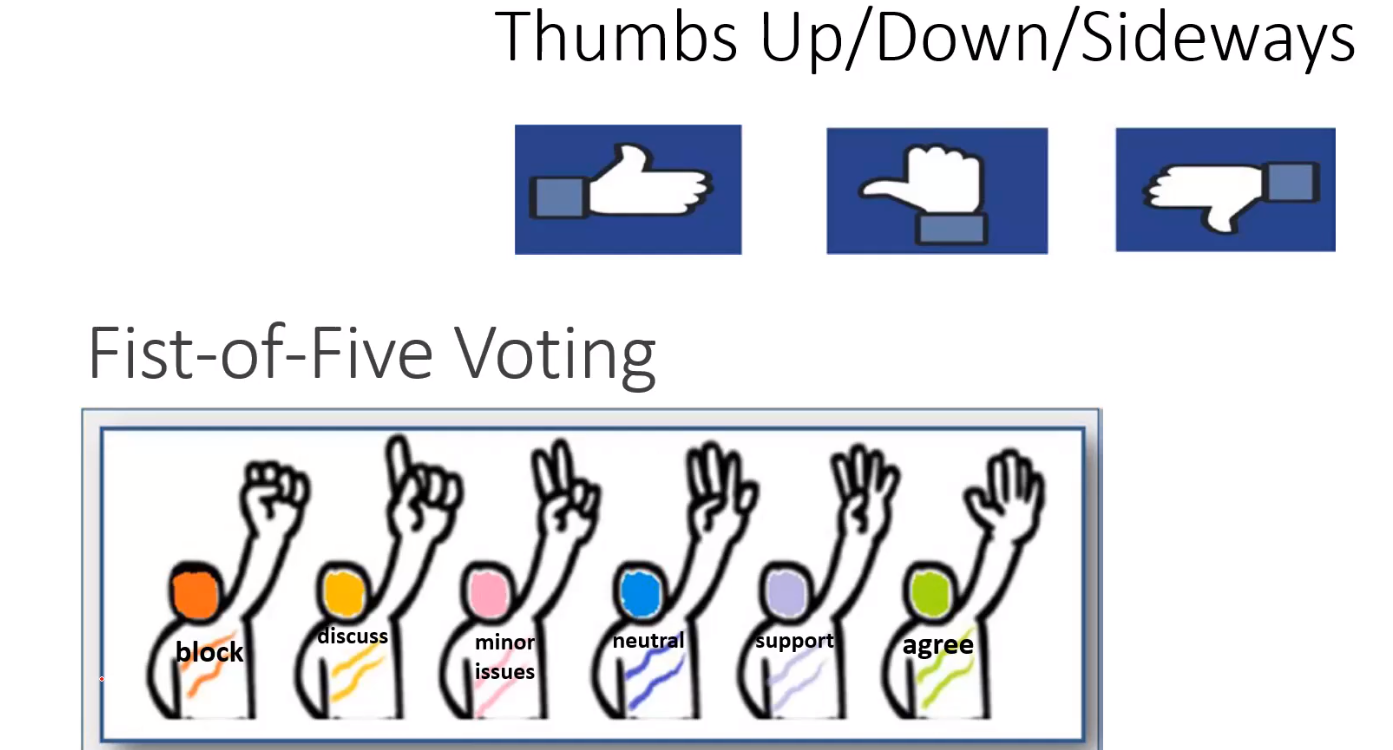 Thumbs Up/Down/Sideways
Fist-of-Five Voting
block
discuss
minor
issues
neutral
support
agree